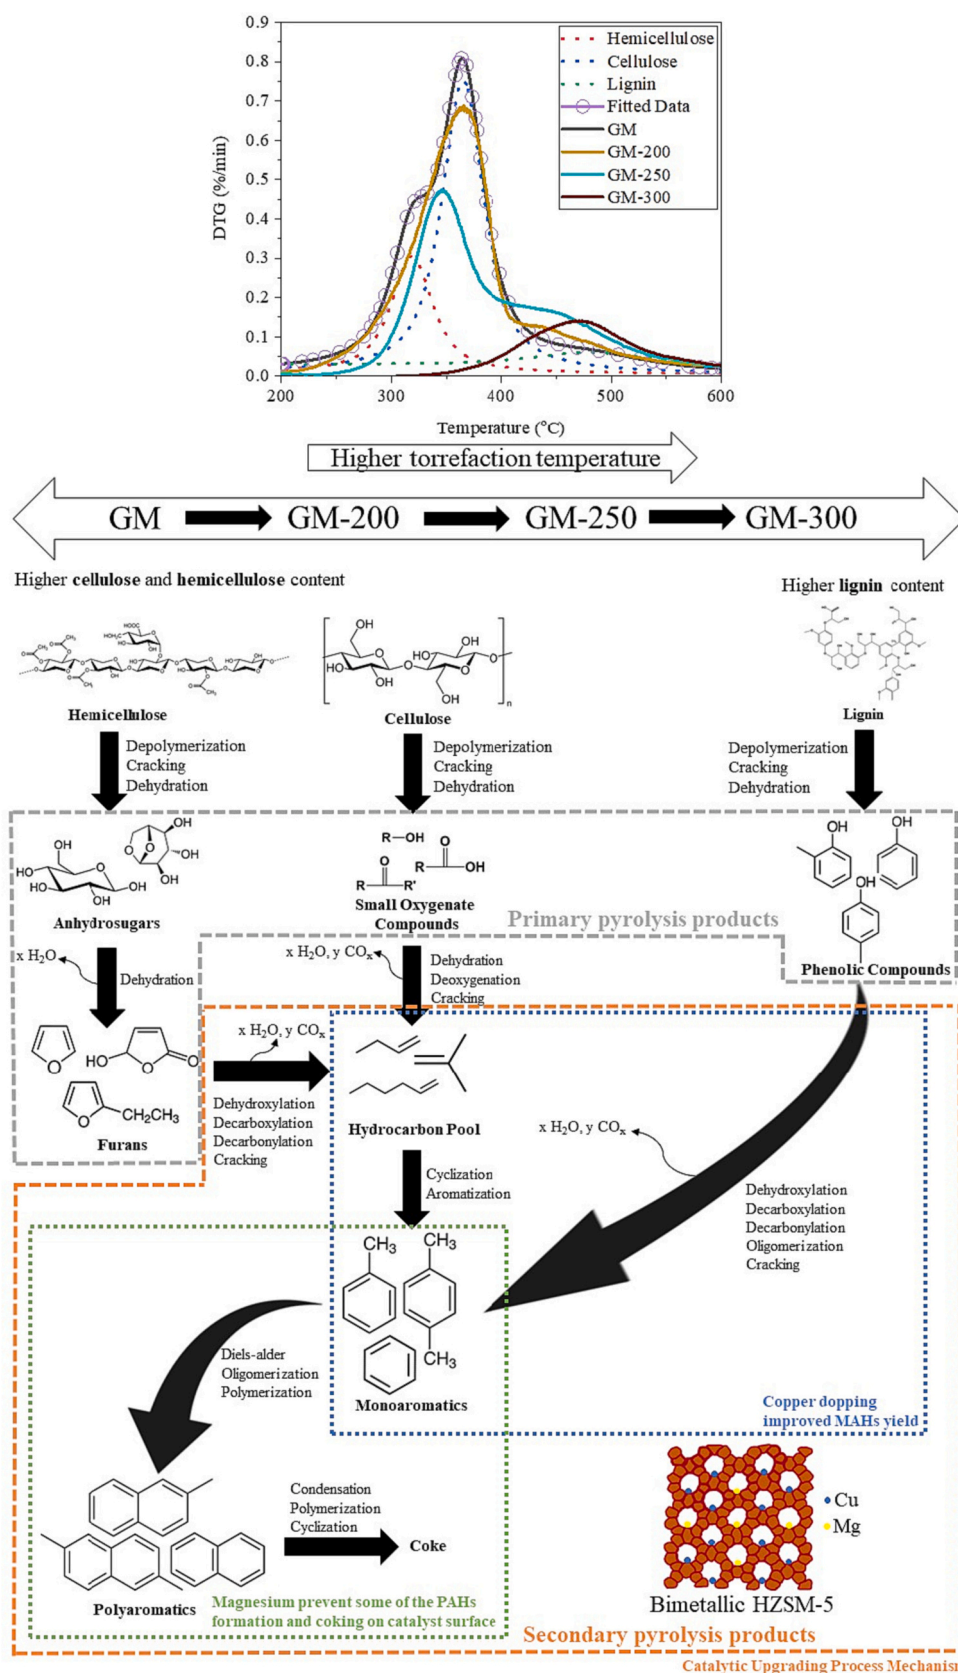 0.9
0.8
0.7
0.6
0.5
0.4
0.3
0.2
0.1
0.0
DTG (%/min)
Hemicellulose
Cellulose
Lignin
Fitted Data
GM
GM-200
GM-250
GM-300
200
300
400
500
600
Temperature (°C)
Higher torrefaction temperature
GM
GM-200
GM-250
GM-300
Higher cellulose and hemicellulose content
Higher lignin content
Hemicellulose
Cellulose
Lignin
Depolymerization
Cracking
Dehydration
Depolymerization
Cracking
Dehydration
Depolymerization
Cracking
Dehydration
Anhydrosugars
R-OH
Small Oxygenate
Compounds
Primary pyrolysis products
Phenolic Compounds
x H₂O
Dehydration
x H₂O, y COₓ
Dehydration
Deoxygenation
Cracking
CH₂CH₃
Furans
x H₂O, y COₓ
Dehydroxylation
Decarboxylation
Decarbonylation
Cracking
Hydrocarbon Pool
x H₂O, y COₓ
Cyclization
Aromatization
Dehydroxylation
Decarboxylation
Decarbonylation
Oligomerization
Cracking
CH₃
CH₃
CH₃
Monoaromatics
Diels-alder
Oligomerization
Polymerization
Copper dopping
improved MAHs yield
Polyaromatics
Condensation
Polymerization
Cyclization
Coke
Cu
Mg
Bimetallic HZSM-5
Magnesium prevent some of the PAHs
formation and coking on catalyst surface
Secondary pyrolysis products
Catalytic Upgrading Process Mechanism